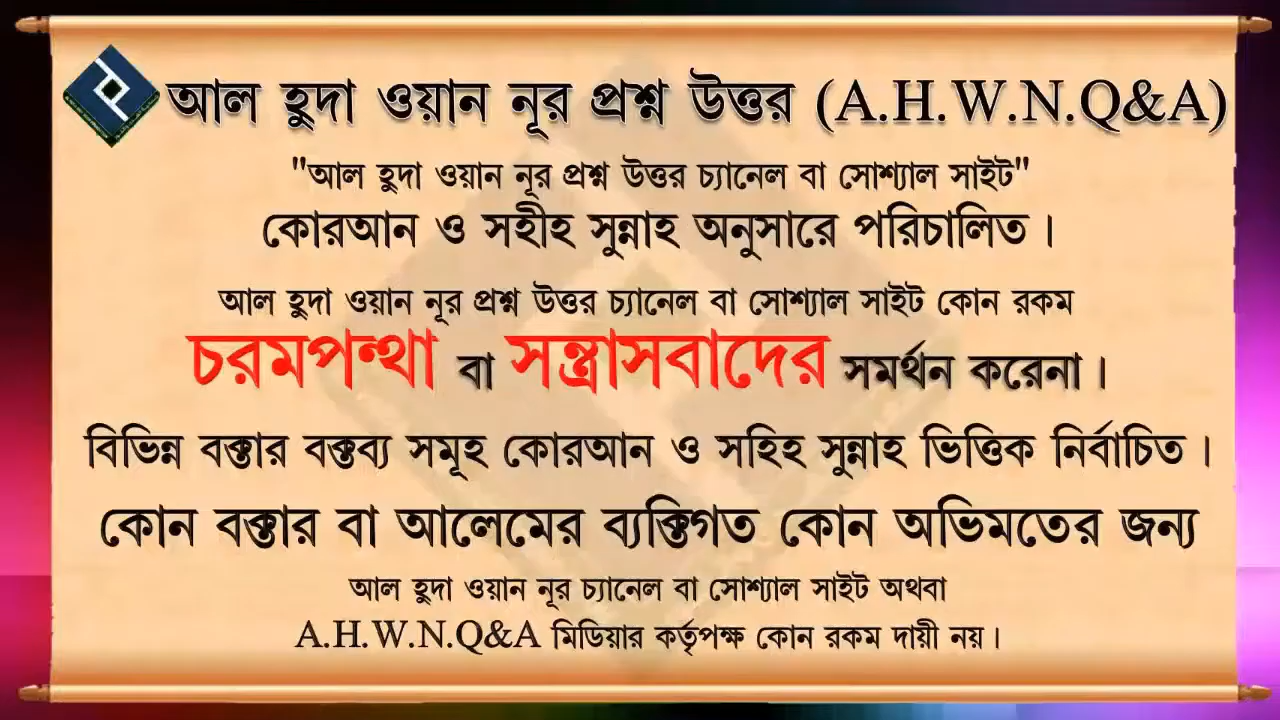 আল হুদা ওয়ান নূর প্রশ্ন উত্তর (A.H.W.N.Q&A)
"আল হুদা ওয়ান নূর প্রশ্ন উত্তর চ্যানেল বা সোশ্যাল সাইট"
কোরআন ও সহীহ সুন্নাহ অনুসারে পরিচালিত।
আল হুদা ওয়ান নূর প্রশ্ন উত্তর চ্যানেল বা সোশ্যাল সাইট কোন রকম
চরমপন্থা বা সন্ত্রাসবাদের সমর্থন করেনা।
বিভিন্ন বক্তার বক্তব্য সমূহ কোরআন ও সহিহ সুন্নাহ ভিত্তিক নির্বাচিত।
কোন বক্তার বা আলেমের ব্যক্তিগত কোন অভিমতের জন্য
আল হুদা ওয়ান নূর চ্যানেল বা সোশ্যাল সাইট অথবা
A.H.W.N.Q&A মিডিয়ার কর্তৃপক্ষ কোন রকম দায়ী নয়।